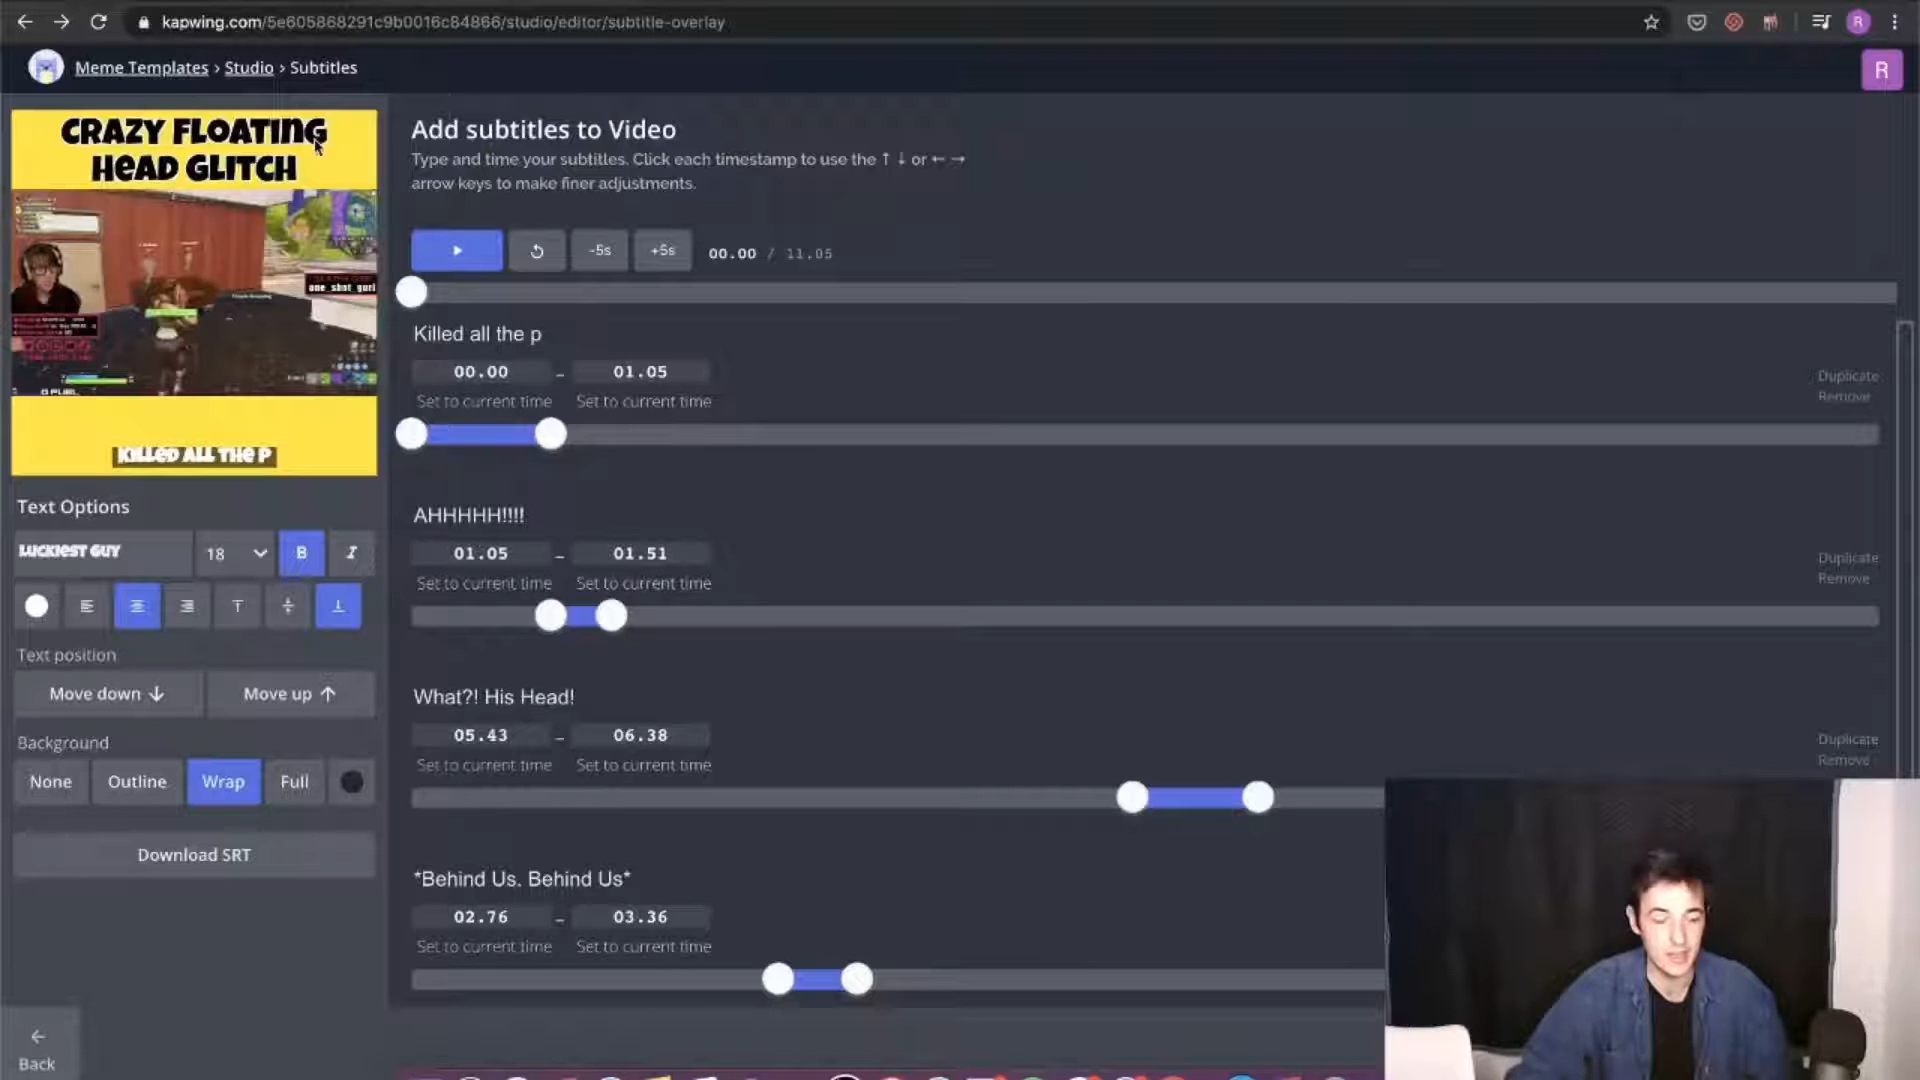 kapwing.com/5e605868291c9b0016c84866/studio/editor/subtitle-overlay
R
Meme Templates › Studio › Subtitles
R
CRAZY FLOATING
HEAD GLITCH
one_shot_gurl
KILLED ALL THE P
Add subtitles to Video
Type and time your subtitles. Click each timestamp to use the ↑ ↓ or ← →
arrow keys to make finer adjustments.
-5s
+5s
00.00 / 11.05
Killed all the p
00.00 – 01.05
Set to current time Set to current time
Duplicate
Remove
AHHHHH!!!!
01.05 – 01.51
Set to current time Set to current time
Duplicate
Remove
What?! His Head!
05.43 – 06.38
Set to current time Set to current time
Duplicate
Remove
*Behind Us. Behind Us*
02.76 – 03.36
Set to current time Set to current time
Text Options
LUCKIEST GUY
18
B
I
Text position
Move down ↓
Move up ↑
Background
None
Outline
Wrap
Full
Download SRT
←
Back